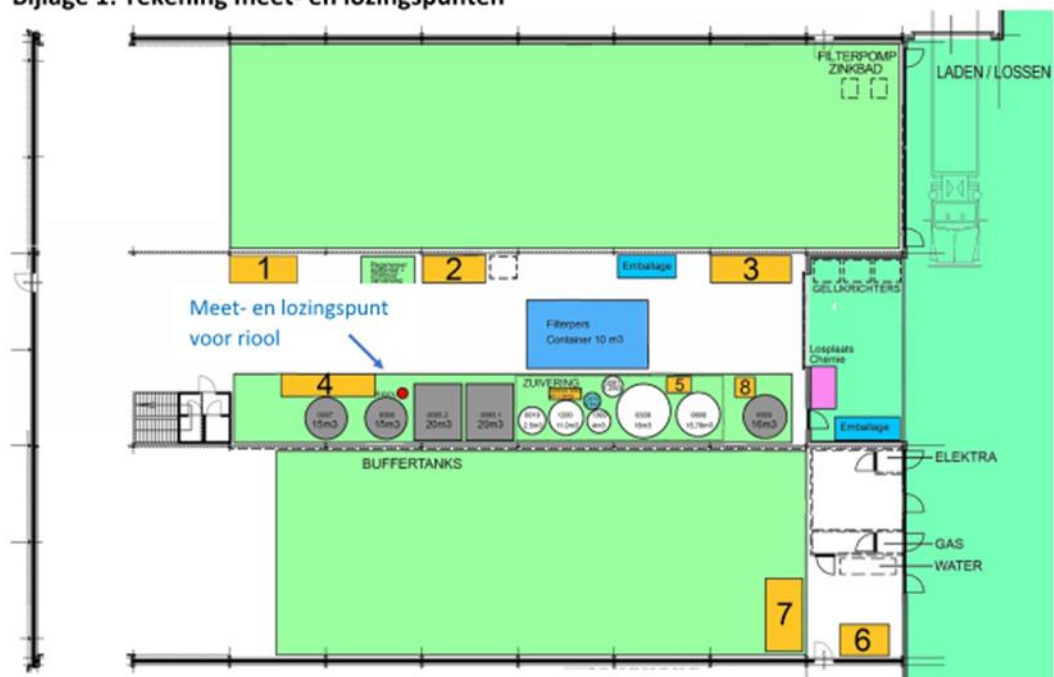 Bijlage 1: Tekening meet- en lozingspunten
FILTERPOMP
ZINKBAD
LADEN / LOSSEN
1
2
Emballage
3
GELIJKRICHTERS
Meet- en lozingspunt
voor riool
Filterpers
Container 10 m3
Losplaats
Chemie
4
ZUIVERING
5
8
15m3
15m3
20m3
20m3
16m3
Emballage
BUFFERTANKS
ELEKTRA
GAS
WATER
7
6